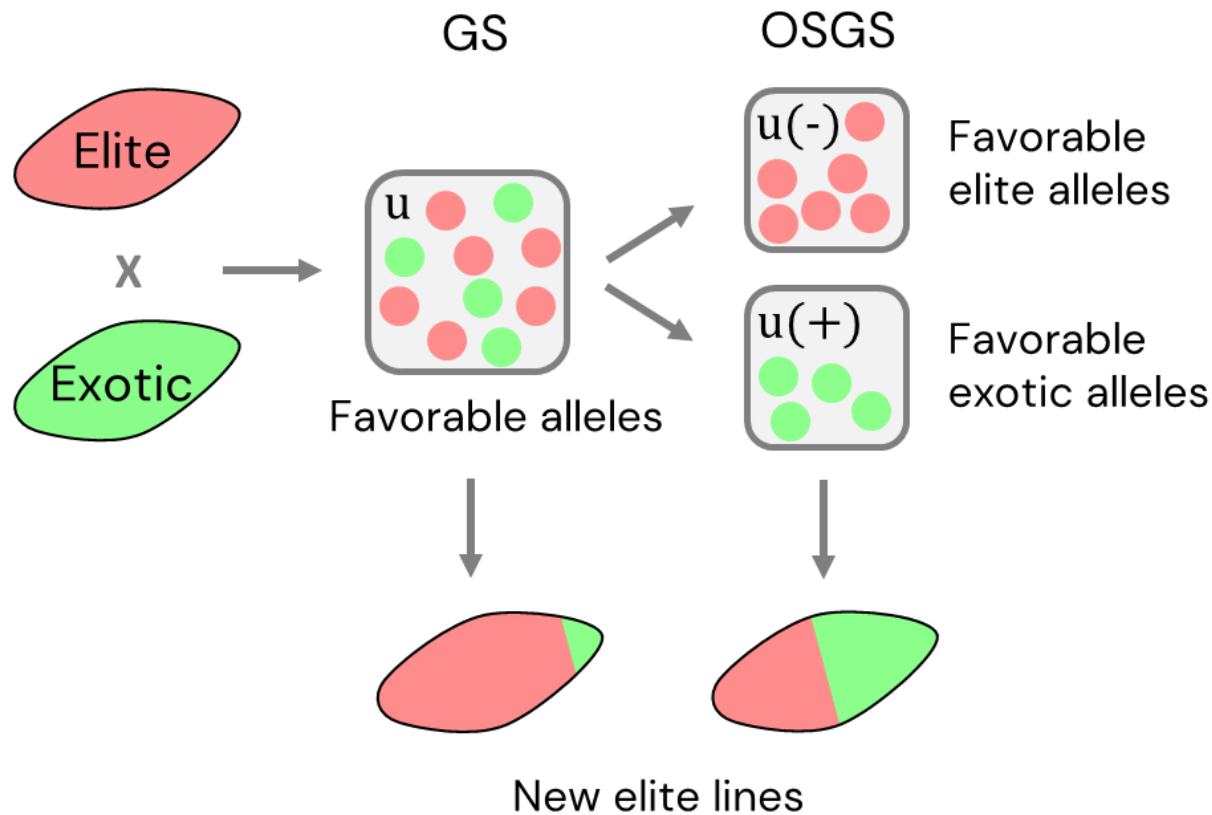 GS
OSGS
Elite
X
Exotic
u
Favorable alleles
u(-)
Favorable
elite alleles
u(+)
Favorable
exotic alleles
New elite lines